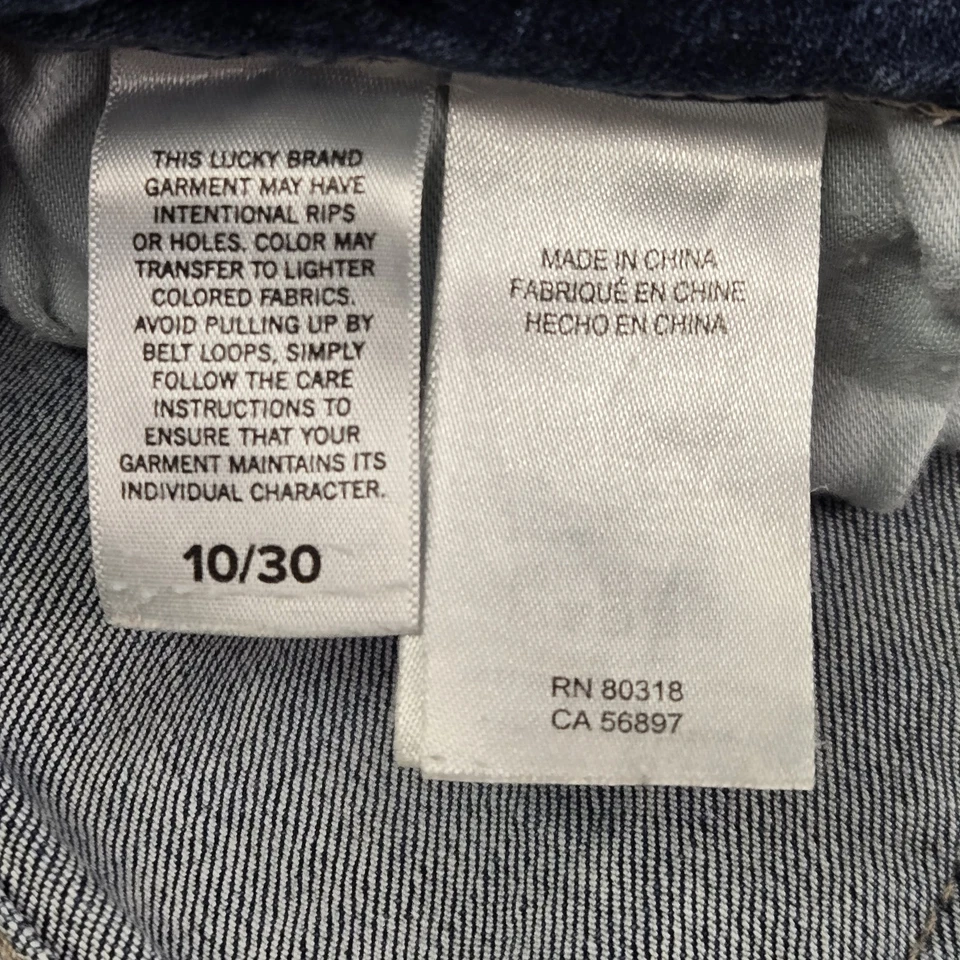 THIS LUCKY BRAND
GARMENT MAY HAVE
INTENTIONAL RIPS
OR HOLES. COLOR MAY
TRANSFER TO LIGHTER
COLORED FABRICS.
AVOID PULLING UP BY
BELT LOOPS, SIMPLY
FOLLOW THE CARE
INSTRUCTIONS TO
ENSURE THAT YOUR
GARMENT MAINTAINS ITS
INDIVIDUAL CHARACTER.
10/30
MADE IN CHINA
FABRIQUÉ EN CHINE
HECHO EN CHINA
RN 80318
CA 56897